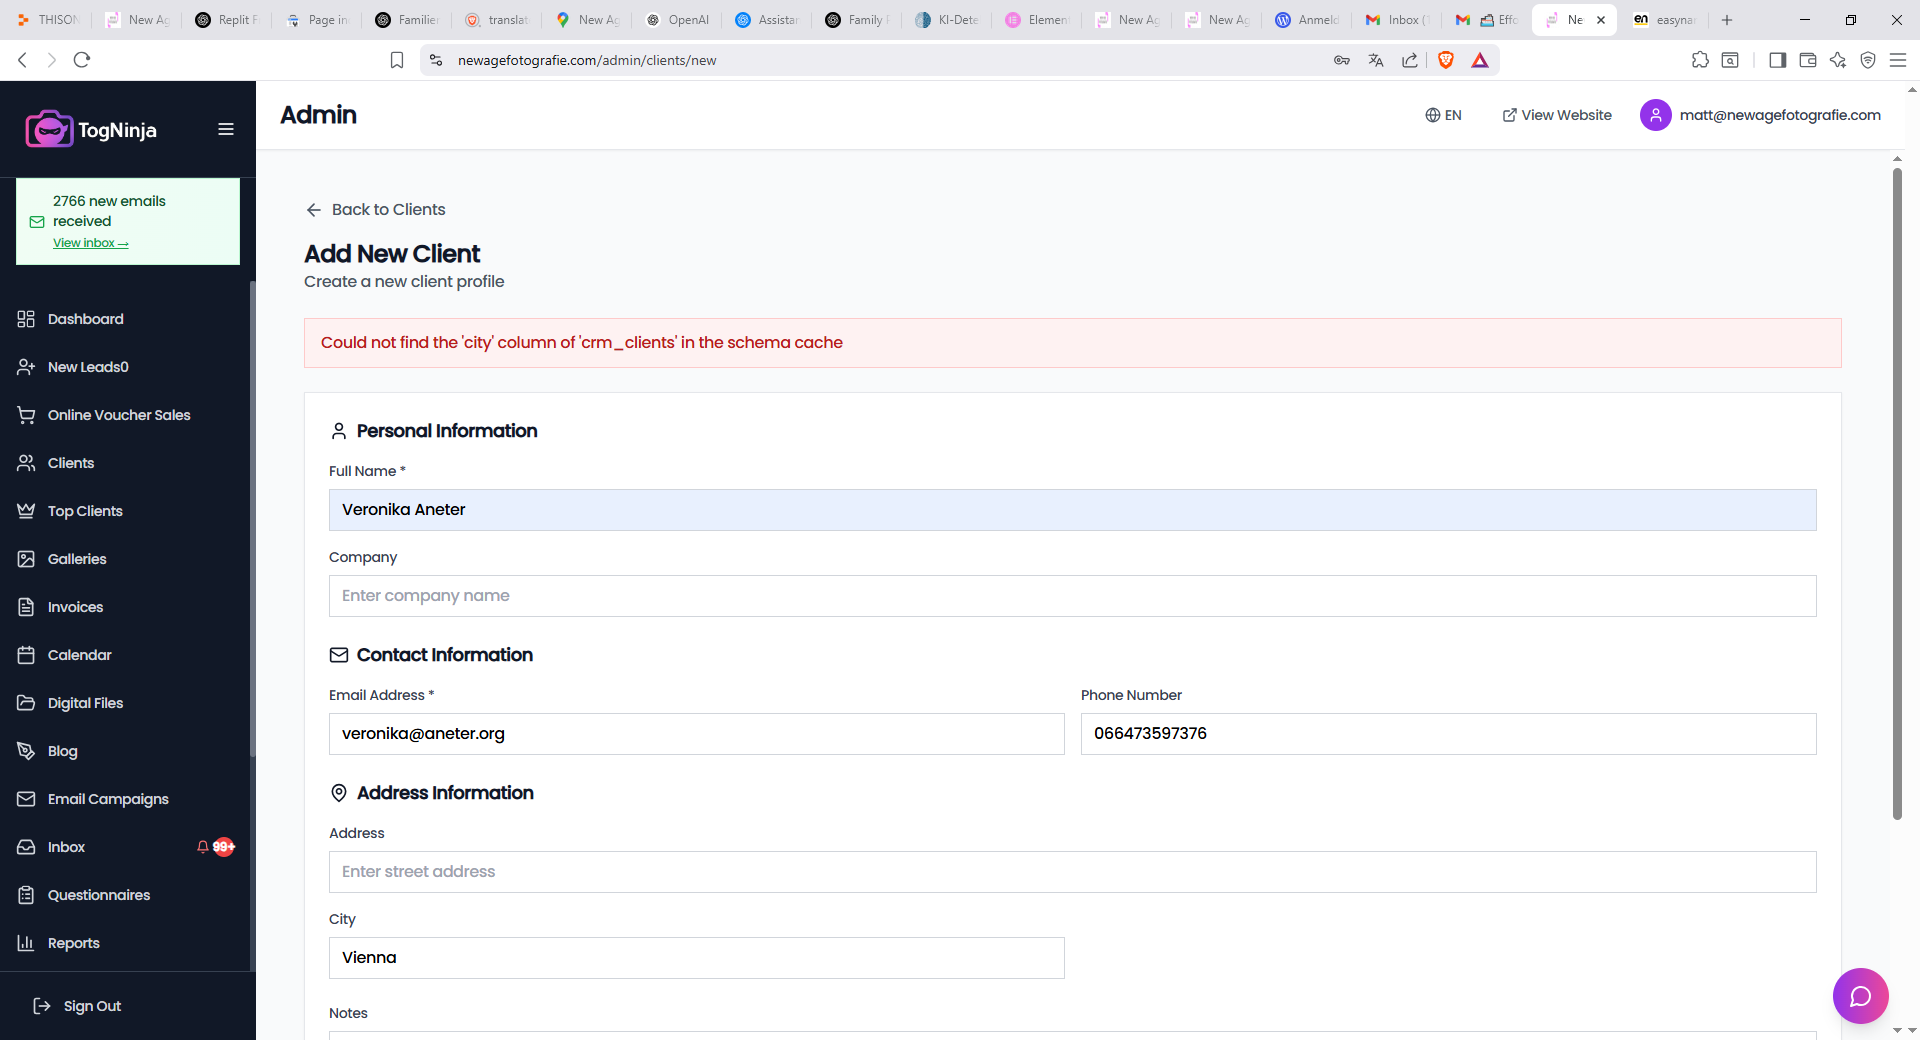 THISON
New Ag
Replit F
Page in
Familier
translat
New Ag
OpenAI
Assistan
Family P
KI-Dete
Element
New Ag
New Ag
Anmeld
Inbox (1
Effo
Ne
easynar
newagefotografie.com/admin/clients/new
TogNinja
Admin
EN
View Website
matt@newagefotografie.com
2766 new emails
received
View inbox →
Dashboard
New Leads0
Online Voucher Sales
Clients
Top Clients
Galleries
Invoices
Calendar
Digital Files
Blog
Email Campaigns
Inbox
99+
Questionnaires
Reports
Sign Out
Back to Clients
Add New Client
Create a new client profile
Could not find the 'city' column of 'crm_clients' in the schema cache
Personal Information
Full Name *
Veronika Aneter
Company
Enter company name
Contact Information
Email Address *
Phone Number
veronika@aneter.org
066473597376
Address Information
Address
Enter street address
City
Vienna
Notes